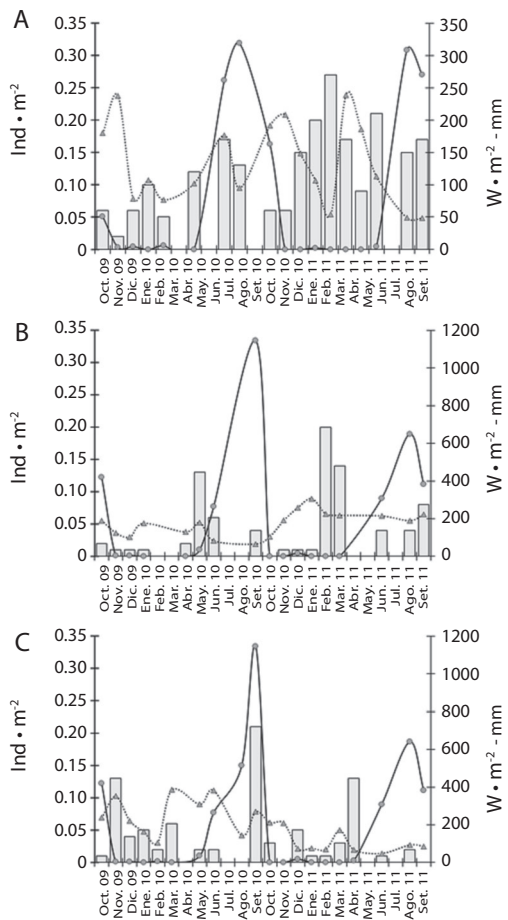 A
0.35
0.30
0.25
0.20
0.15
0.10
0.05
0
Ind • m⁻²
350
300
250
200
150
100
50
0
W • m⁻² - mm
Oct. 09
Nov. 09
Dic. 09
Ene. 10
Feb. 10
Mar. 10
Abr. 10
May. 10
Jun. 10
Jul. 10
Ago. 10
Set. 10
Oct. 10
Nov. 10
Dic. 10
Ene. 11
Feb. 11
Mar. 11
Abr. 11
May. 11
Jun. 11
Jul. 11
Ago. 11
Set. 11
B
0.35
0.30
0.25
0.20
0.15
0.10
0.05
0
Ind • m⁻²
1200
1000
800
600
400
200
0
W • m⁻² - mm
Oct. 09
Nov. 09
Dic. 09
Ene. 10
Feb. 10
Mar. 10
Abr. 10
May. 10
Jun. 10
Jul. 10
Ago. 10
Set. 10
Oct. 10
Nov. 10
Dic. 10
Ene. 11
Feb. 11
Mar. 11
Abr. 11
May. 11
Jun. 11
Jul. 11
Ago. 11
Set. 11
C
0.35
0.30
0.25
0.20
0.15
0.10
0.05
0
Ind • m⁻²
1200
1000
800
600
400
200
0
W • m⁻² - mm
Oct. 09
Nov. 09
Dic. 09
Ene. 10
Feb. 10
Mar. 10
Abr. 10
May. 10
Jun. 10
Jul. 10
Ago. 10
Set. 10
Oct. 10
Nov. 10
Dic. 10
Ene. 11
Feb. 11
Mar. 11
Abr. 11
May. 11
Jun. 11
Jul. 11
Ago. 11
Set. 11